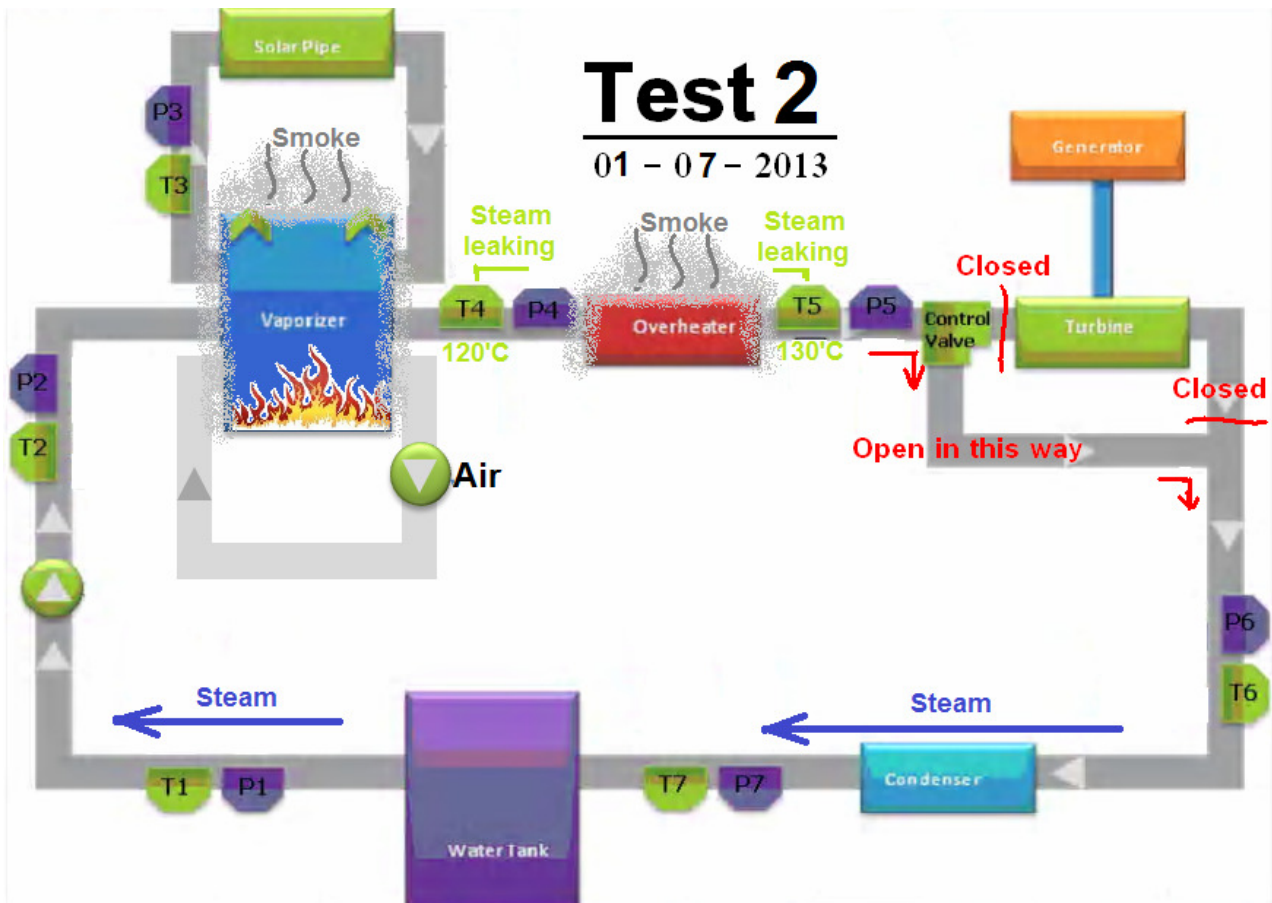 Solar Pipe
Test 2
01 - 07 - 2013
P3
Smoke
T3
Generator
Steam
leaking
Smoke
Steam
leaking
Closed
Vaporizer
T4
P4
Overheater
T5
P5
Control
Valve
Turbine
120'C
130'C
P2
Closed
T2
Open in this way
Air
P6
Steam
Steam
T6
T1
P1
T7
P7
Condenser
Water Tank